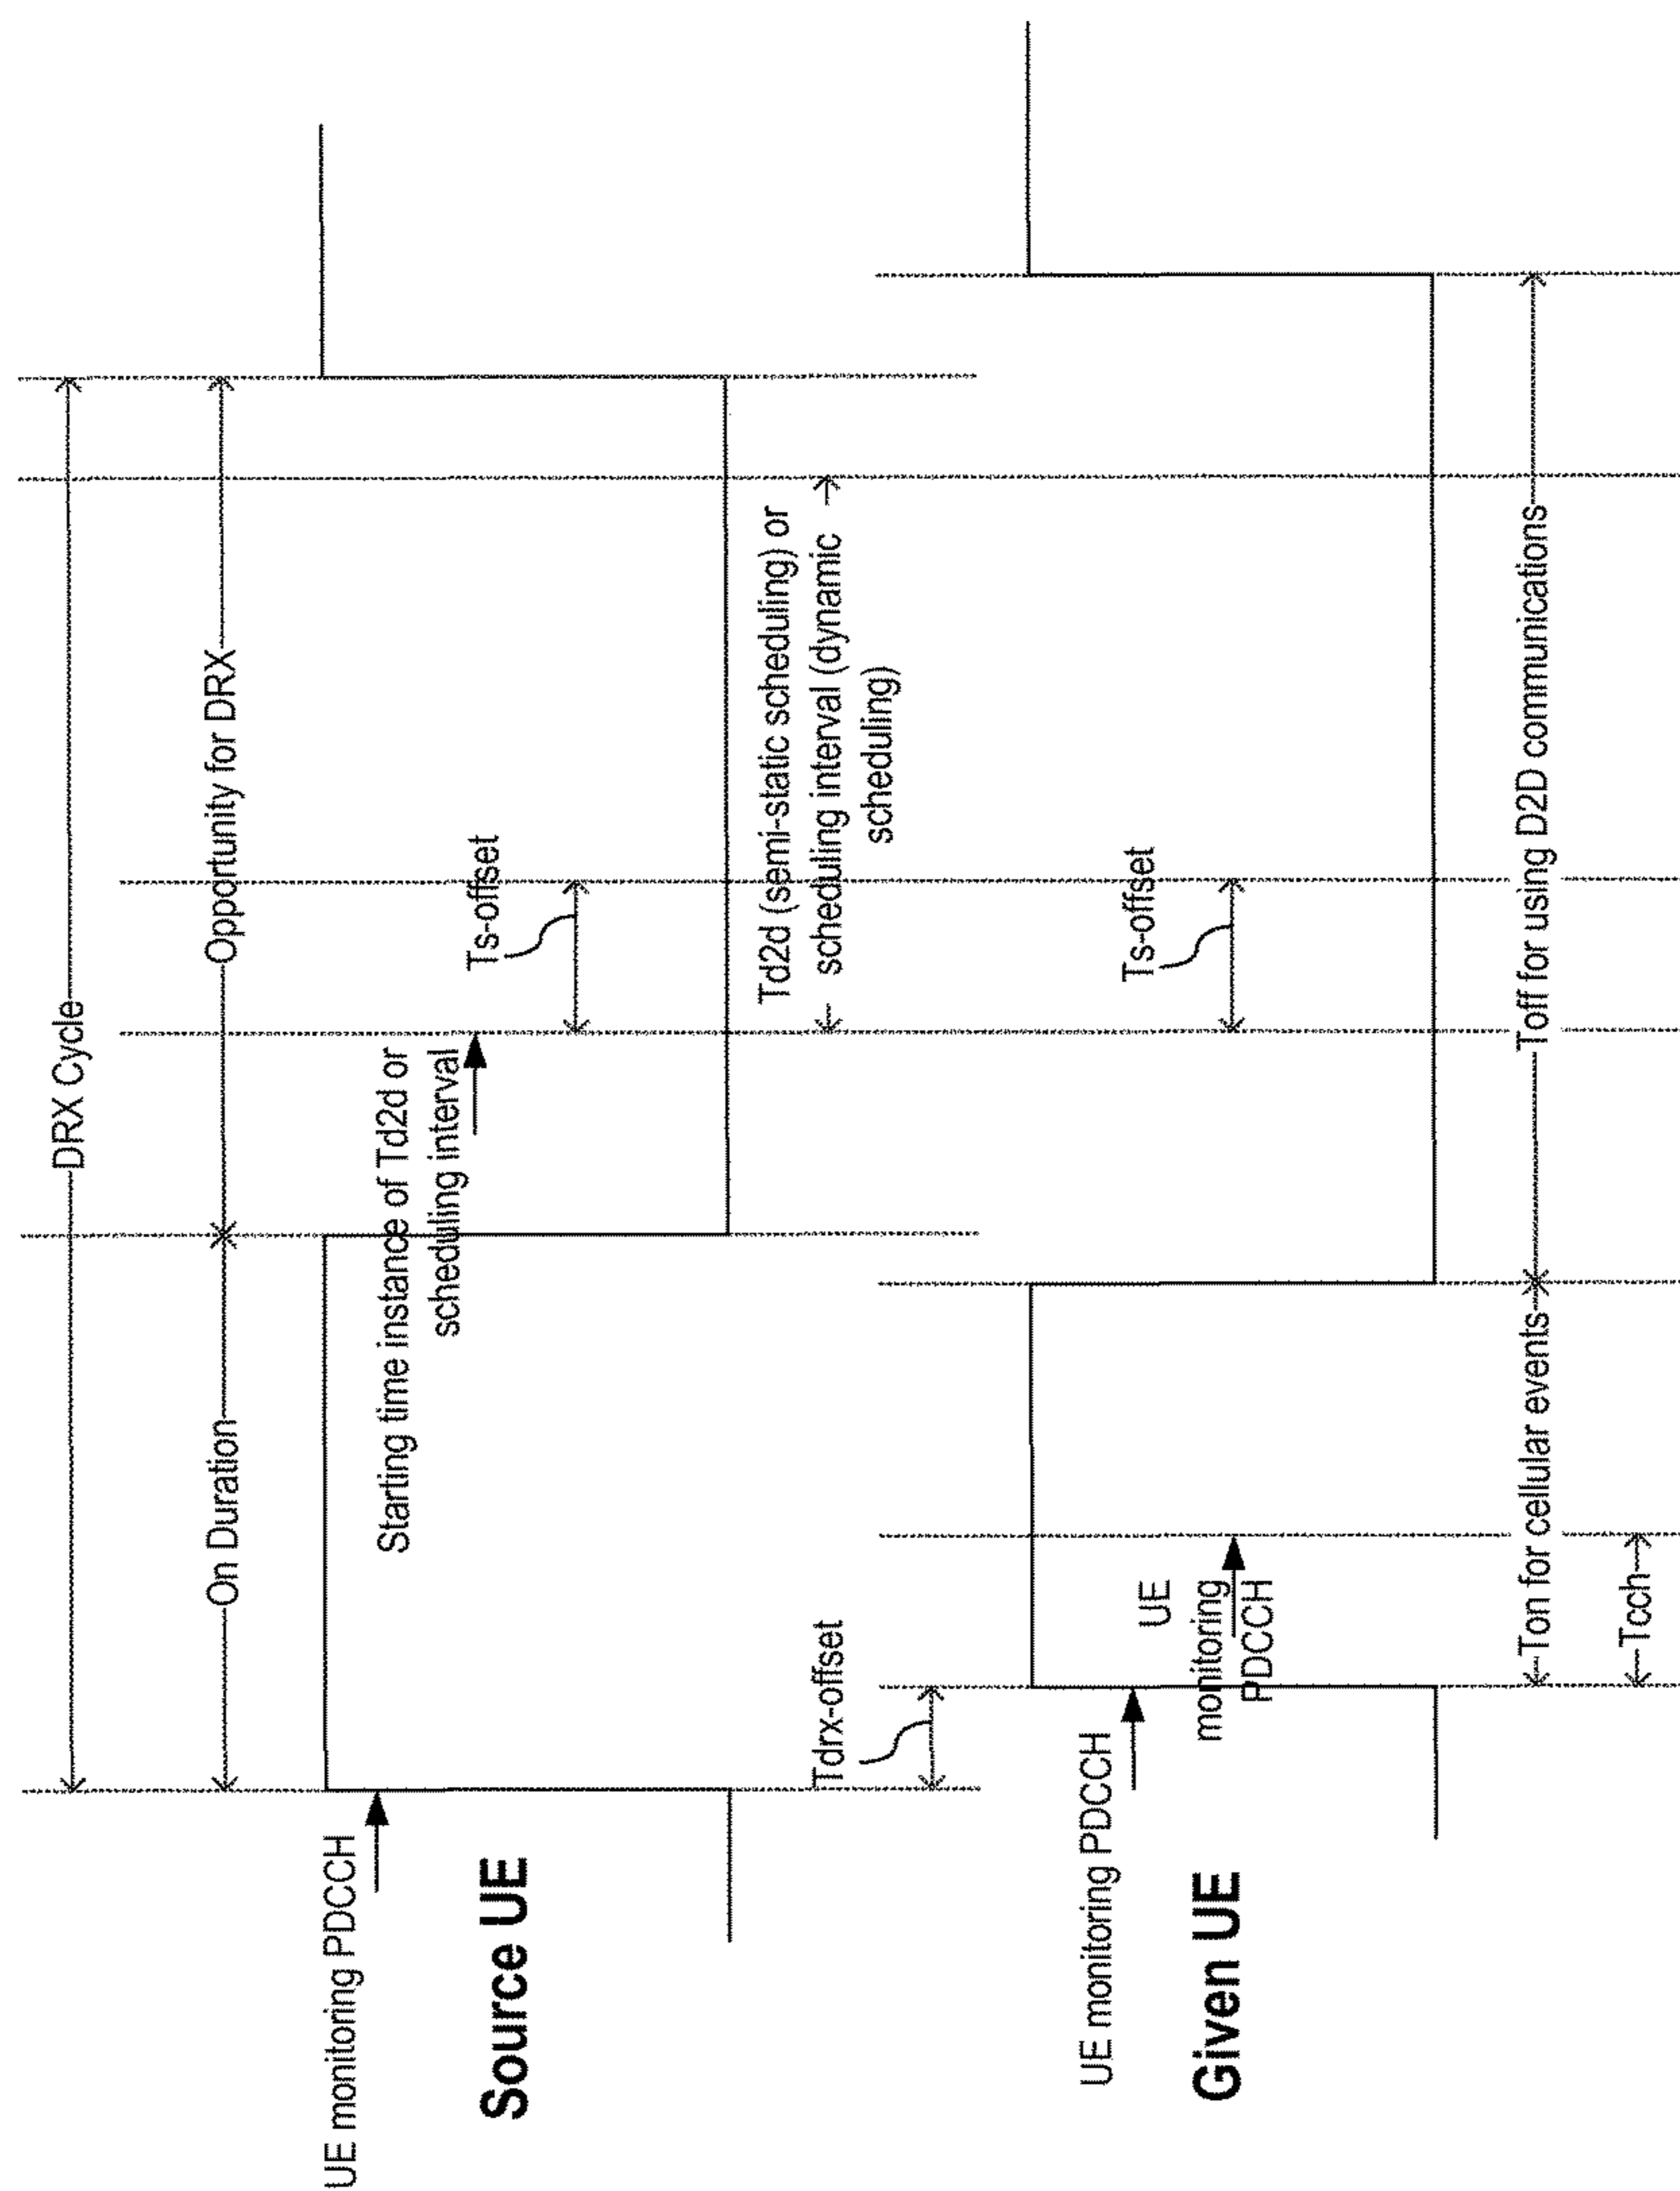 DRX Cycle
On Duration
Opportunity for DRX
UE monitoring PDCCH
Starting time instance of Td2d or
scheduling interval
Ts-offset
Source UE
Td2d (semi-static scheduling) or
scheduling interval (dynamic
scheduling)
Tdrx-offset
UE monitoring PDCCH
UE
monitoring
PDCCH
Ts-offset
Given UE
Ton for cellular events
Toff for using D2D communications
Tcch